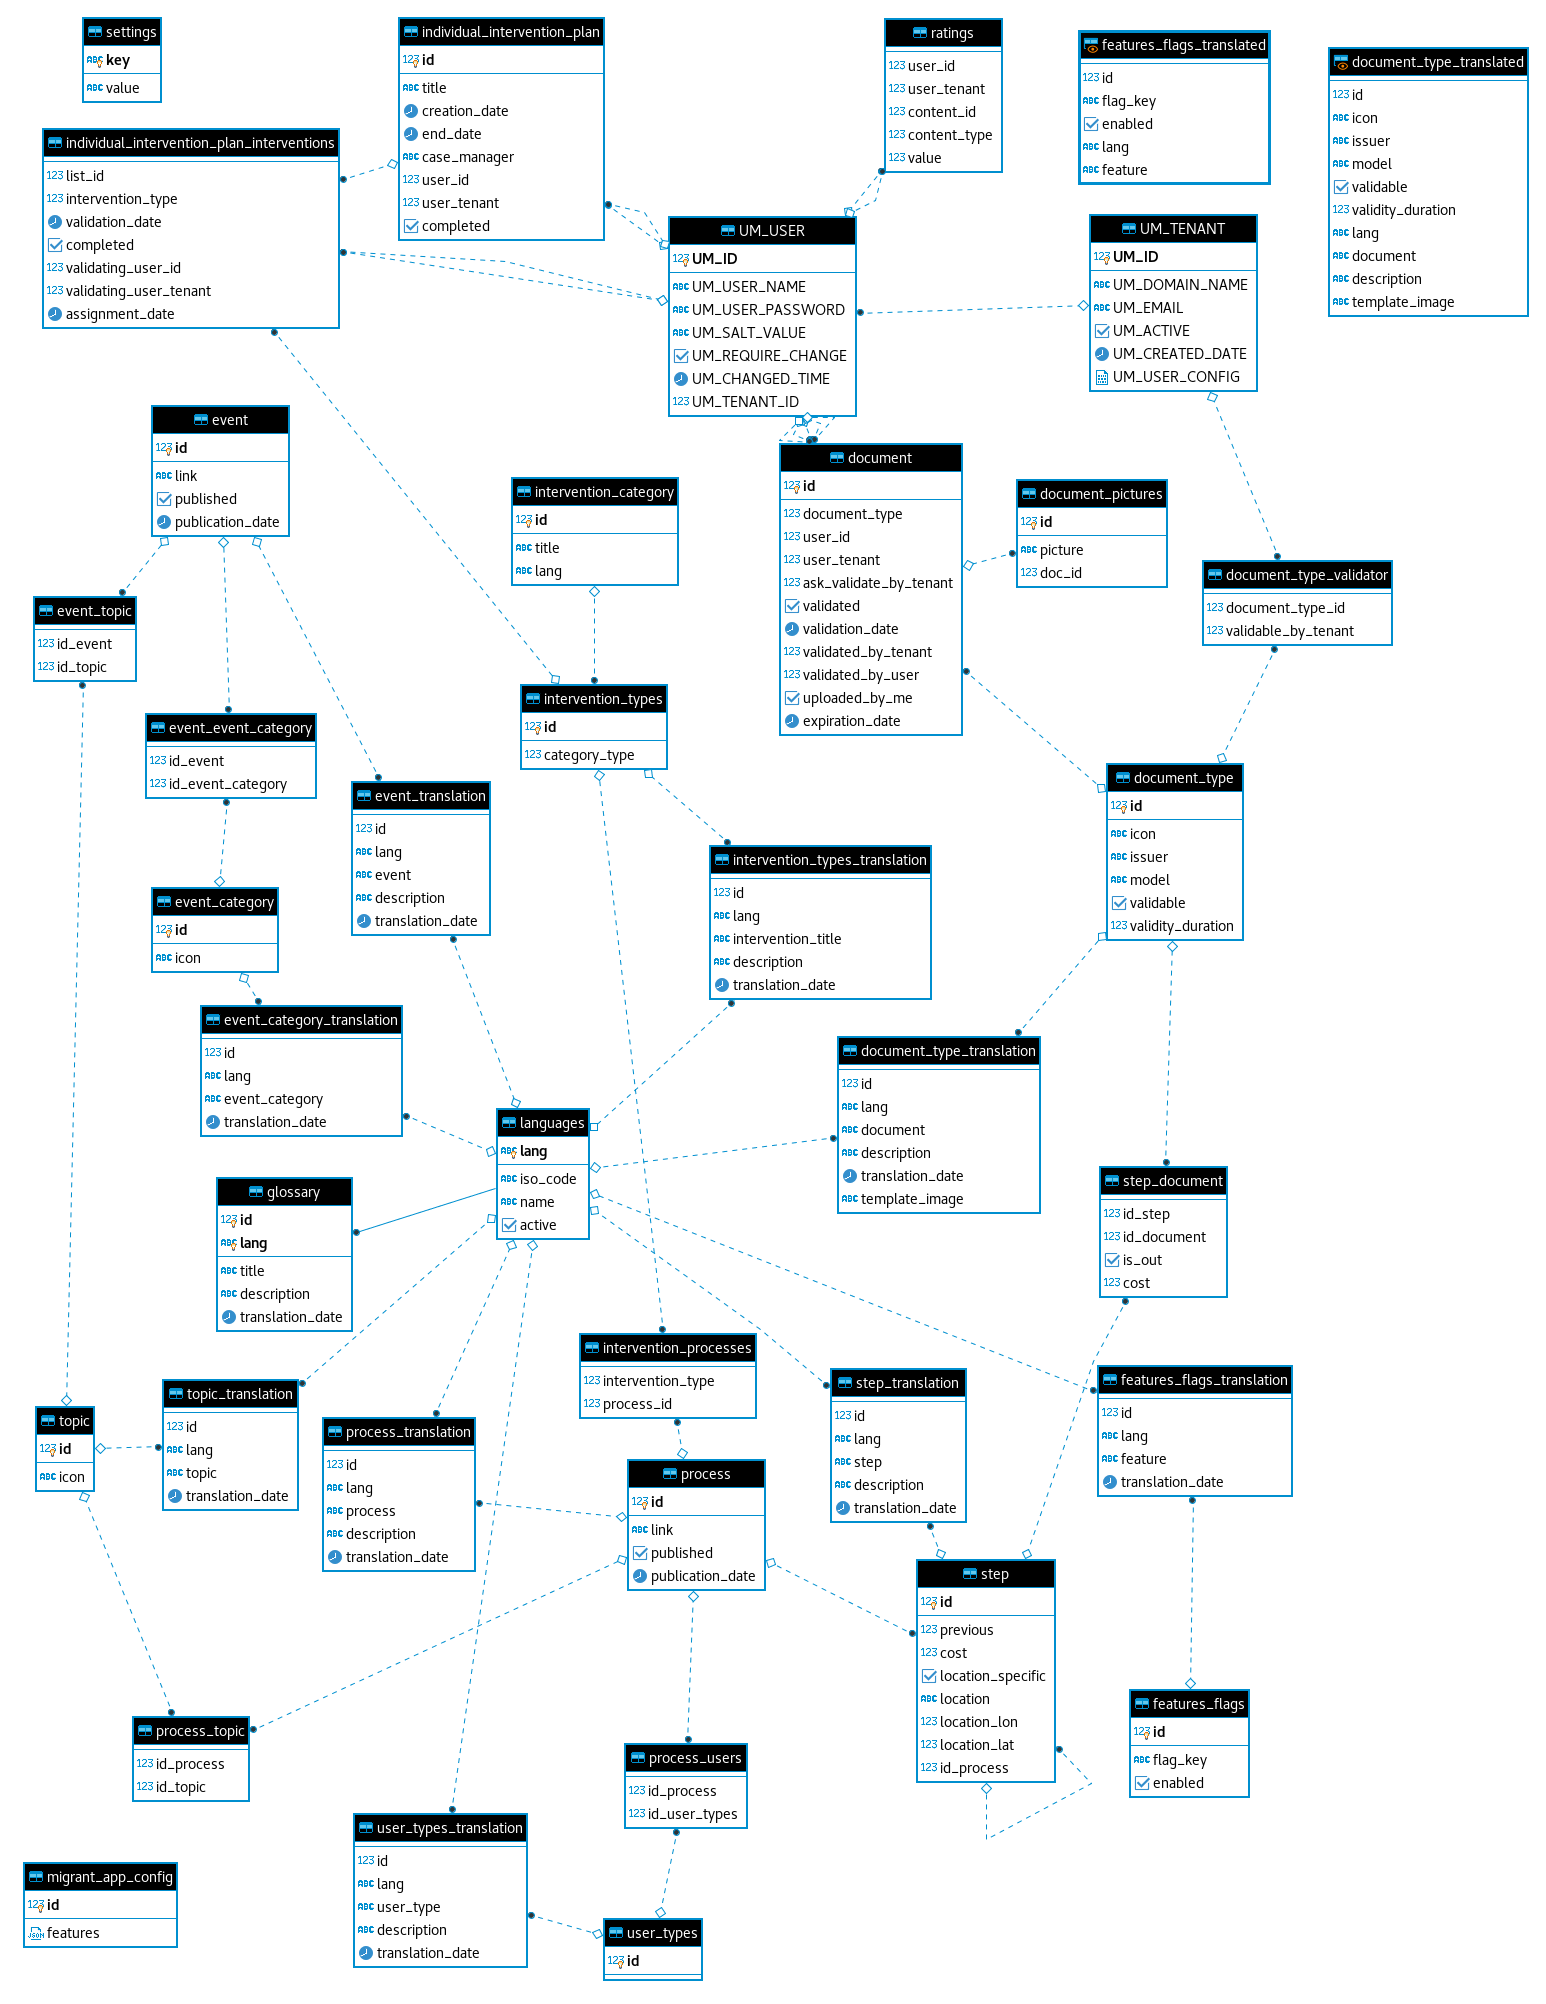 settings
key
value
individual_intervention_plan
id
title
creation_date
end_date
case_manager
user_id
user_tenant
completed
ratings
user_id
user_tenant
content_id
content_type
value
features_flags_translated
id
flag_key
enabled
lang
feature
document_type_translated
id
icon
issuer
model
validable
validity_duration
lang
document
description
template_image
individual_intervention_plan_interventions
list_id
intervention_type
validation_date
completed
validating_user_id
validating_user_tenant
assignment_date
UM_USER
UM_ID
UM_USER_NAME
UM_USER_PASSWORD
UM_SALT_VALUE
UM_REQUIRE_CHANGE
UM_CHANGED_TIME
UM_TENANT_ID
UM_TENANT
UM_ID
UM_DOMAIN_NAME
UM_EMAIL
UM_ACTIVE
UM_CREATED_DATE
UM_USER_CONFIG
event
id
link
published
publication_date
intervention_category
id
title
lang
document
id
document_type
user_id
user_tenant
ask_validate_by_tenant
validated
validation_date
validated_by_tenant
validated_by_user
uploaded_by_me
expiration_date
document_pictures
id
picture
doc_id
document_type_validator
document_type_id
validable_by_tenant
event_topic
id_event
id_topic
event_event_category
id_event
id_event_category
intervention_types
id
category_type
event_translation
id
lang
event
description
translation_date
document_type
id
icon
issuer
model
validable
validity_duration
intervention_types_translation
id
lang
intervention_title
description
translation_date
event_category
id
icon
event_category_translation
id
lang
event_category
translation_date
document_type_translation
id
lang
document
description
translation_date
template_image
languages
lang
iso_code
name
active
glossary
id
lang
title
description
translation_date
step_document
id_step
id_document
is_out
cost
intervention_processes
intervention_type
process_id
step_translation
id
lang
step
description
translation_date
features_flags_translation
id
lang
feature
translation_date
topic
id
icon
topic_translation
id
lang
topic
translation_date
process_translation
id
lang
process
description
translation_date
process
id
link
published
publication_date
step
id
previous
cost
location_specific
location
location_lon
location_lat
id_process
features_flags
id
flag_key
enabled
process_topic
id_process
id_topic
process_users
id_process
id_user_types
user_types_translation
id
lang
user_type
description
translation_date
migrant_app_config
id
features
user_types
id